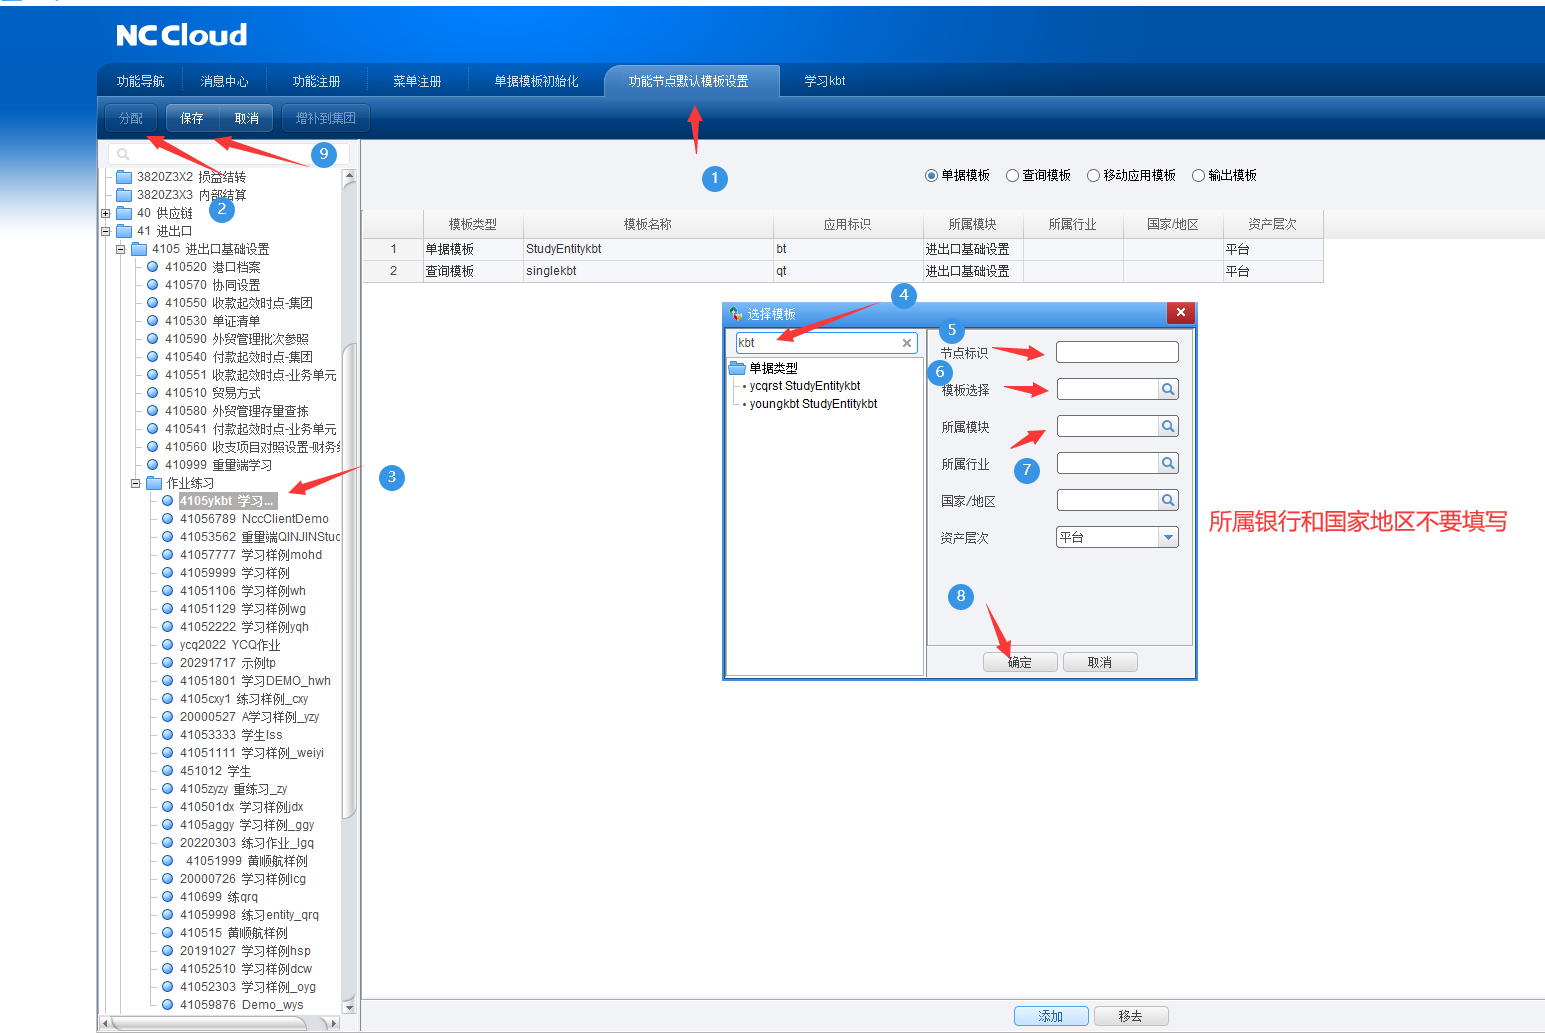 NCCloud
功能导航 消息中心 功能注册 菜单注册 单据模板初始化 功能节点默认模板设置 学习kbt
分配 保存 取消 增补到集团
9
1
2
3820Z3X2 损益结转
3820Z3X3 内部结算
40 供应链
41 进出口
4105 进出口基础设置
410520 港口档案
410570 协同设置
410550 收款起效时点-集团
410530 单证清单
410590 外贸管理批次参照
410540 付款起效时点-集团
410551 收款起效时点-业务单元
410510 贸易方式
410580 外贸管理存量查拣
410541 付款起效时点-业务单元
410560 收支项目对照设置-财务
410999 重量端学习
作业练习
4105ykbt 学习...
41056789 NccClientDemo
41053562 重量端QINJINStuc
41057777 学习样例mohd
41059999 学习样例
41051106 学习样例wh
41051129 学习样例wg
41052222 学习样例yqh
ycq2022 YCQ作业
20291717 示例tp
41051801 学习DEMO_hwh
4105cxy1 练习样例_cxy
20000527 A学习样例_yzy
41053333 学生lss
41051111 学习样例_weiyi
451012 学生
4105zyzy 重练习_zy
410501dx 学习样例jdx
4105aggy 学习样例_ggy
20220303 练习作业_lgq
41051999 黄顺航样例
20000726 学习样例lcg
410699 练qrq
41059998 练习entity_qrq
410515 黄顺航样例
20191027 学习样例hsp
41052510 学习样例dcw
41052303 学习样例_oyg
41059876 Demo_wys
3
单据模板 查询模板 移动应用模板 输出模板
模板类型 模板名称 应用标识 所属模块 所属行业 国家/地区 资产层次
1 单据模板 StudyEntitykbt bt 进出口基础设置 平台
2 查询模板 singlekbt qt 进出口基础设置 平台
4
选择模板
kbt
单据类型
ycqrst StudyEntitykbt
youngkbt StudyEntitykbt
5
节点标识
6
模板选择
所属模块
7
所属行业
国家/地区
资产层次 平台
8
确定 取消
所属银行和国家地区不要填写
添加 移去